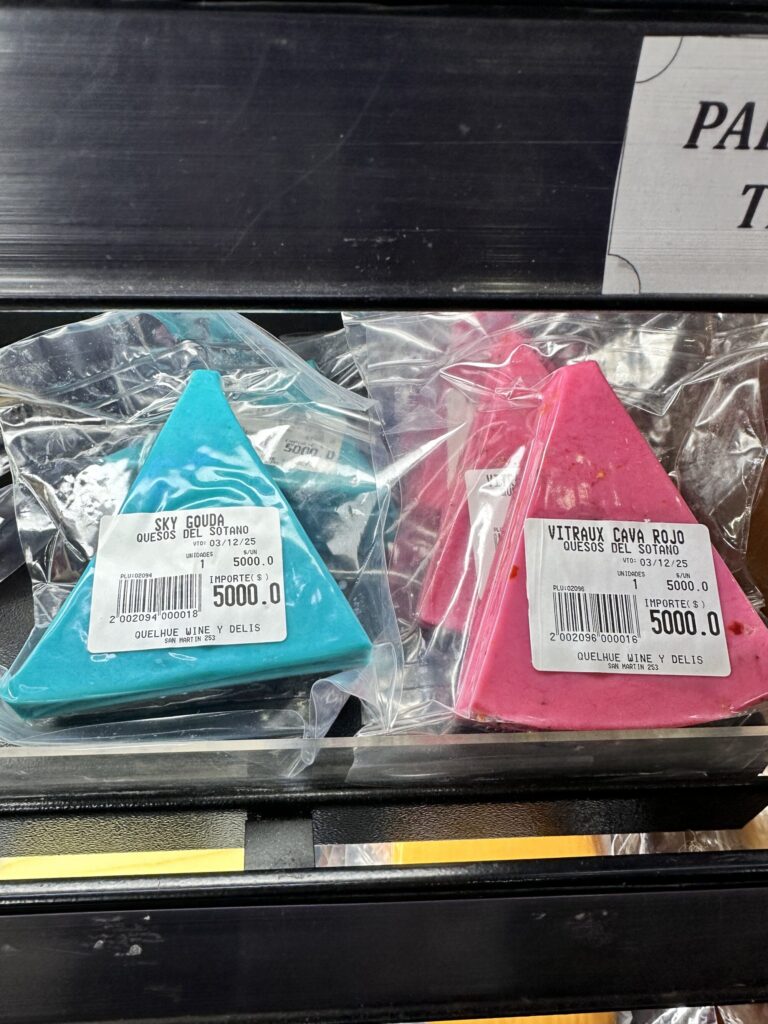 SKY GOUDA
QUESOS DEL SOTANO
VTO: 03/12/25
UNIDADES $/UN
1 5000.0
PLU:02094
IMPORTE($)
5000.0
2 002094 000018
QUELHUE WINE Y DELIS
SAN MARTIN 253
VITRAUX CAVA ROJO
QUESOS DEL SOTANO
VTO: 03/12/25
UNIDADES $/UN
1 5000.0
PLU:02096
IMPORTE($)
5000.0
2 002096 000016
QUELHUE WINE Y DELIS
SAN MARTIN 253
5000.0